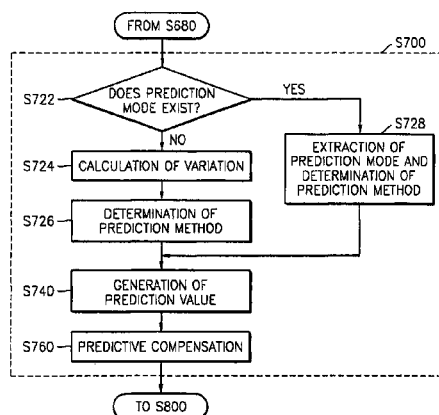 FROM S680
S700
S722
DOES PREDICTION
MODE EXIST?
YES
NO
S728
EXTRACTION OF
PREDICTION MODE AND
DETERMINATION OF
PREDICTION METHOD
S724
CALCULATION OF VARIATION
S726
DETERMINATION OF
PREDICTION METHOD
S740
GENERATION OF
PREDICTION VALUE
S760
PREDICTIVE COMPENSATION
TO S800